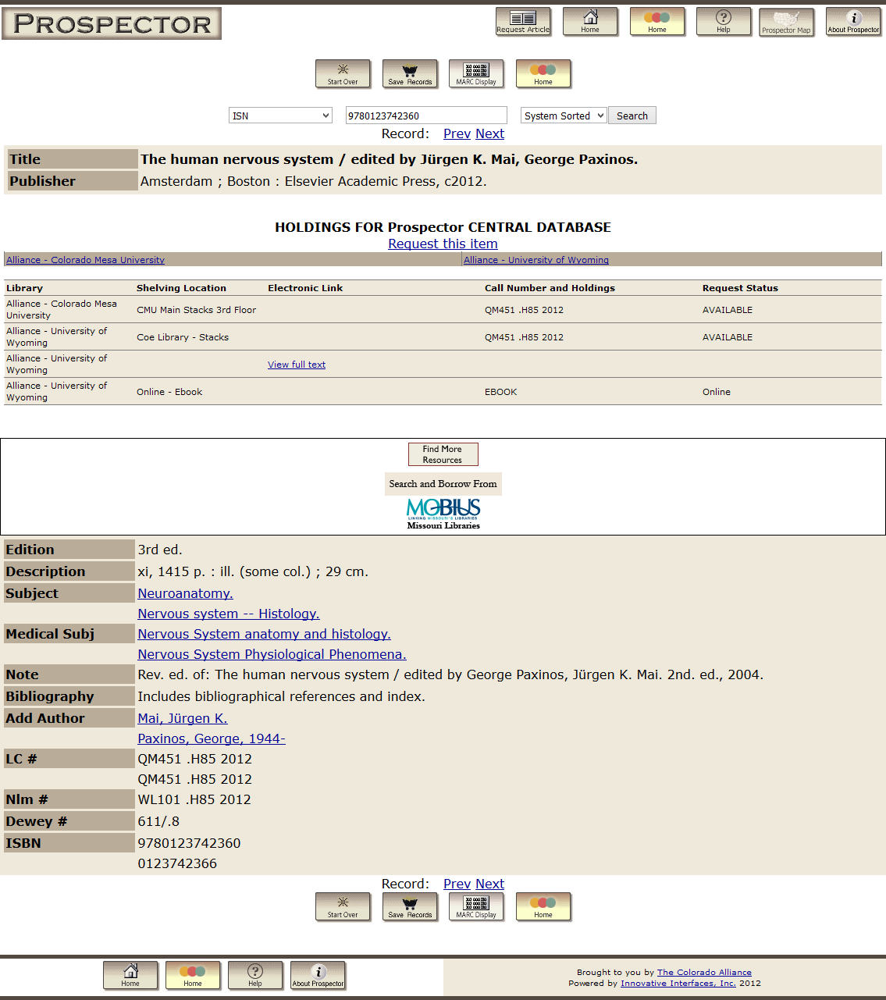 PROSPECTOR
Request Article Home Home Help Prospector Map About Prospector
Start Over Save Records MARC Display Home
ISN 9780123742360 System Sorted Search
Record: Prev Next
Title The human nervous system / edited by Jürgen K. Mai, George Paxinos.
Publisher Amsterdam ; Boston : Elsevier Academic Press, c2012.
HOLDINGS FOR Prospector CENTRAL DATABASE
Request this item
Alliance - Colorado Mesa University Alliance - University of Wyoming
Library Shelving Location Electronic Link Call Number and Holdings Request Status
Alliance - Colorado Mesa
University CMU Main Stacks 3rd Floor QM451 .H85 2012 AVAILABLE
Alliance - University of
Wyoming Coe Library - Stacks QM451 .H85 2012 AVAILABLE
Alliance - University of
Wyoming View full text
Alliance - University of
Wyoming Online - Ebook EBOOK Online
Find More
Resources
Search and Borrow From
MOBIUS
LINKING MISSOURI'S LIBRARIES
Missouri Libraries
Edition 3rd ed.
Description xi, 1415 p. : ill. (some col.) ; 29 cm.
Subject Neuroanatomy.
Nervous system -- Histology.
Medical Subj Nervous System anatomy and histology.
Nervous System Physiological Phenomena.
Note Rev. ed. of: The human nervous system / edited by George Paxinos, Jürgen K. Mai. 2nd. ed., 2004.
Bibliography Includes bibliographical references and index.
Add Author Mai, Jürgen K.
Paxinos, George, 1944-
LC # QM451 .H85 2012
QM451 .H85 2012
Nlm # WL101 .H85 2012
Dewey # 611/.8
ISBN 9780123742360
0123742366
Record: Prev Next
Start Over Save Records MARC Display Home
Home Home Help About Prospector
Brought to you by The Colorado Alliance
Powered by Innovative Interfaces, Inc. 2012